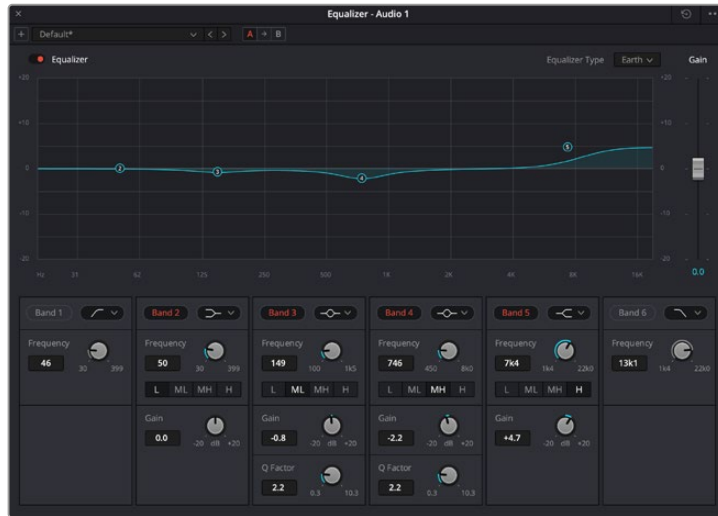 Equalizer - Audio 1
Default*
A
B
Equalizer
Equalizer Type Earth Gain
+20 +20
+10 +10
0 0
-10 -10
-20 -20
Hz 31 62 125 250 500 1K 2K 4K 8K 16K
2 3 4 5
0.0
Band 1 Band 2 Band 3 Band 4 Band 5 Band 6
Frequency Frequency Frequency Frequency Frequency Frequency
46 30 399 50 30 399 149 100 1k5 746 450 8k0 7k4 1k4 22k0 13k1 1k4 22k0
L ML MH H L ML MH H L ML MH H L ML MH H
Gain Gain Gain Gain
0.0 -20 dB +20 -0.8 -20 dB +20 -2.2 -20 dB +20 +4.7 -20 dB +20
Q Factor Q Factor
2.2 0.3 10.3 2.2 0.3 10.3